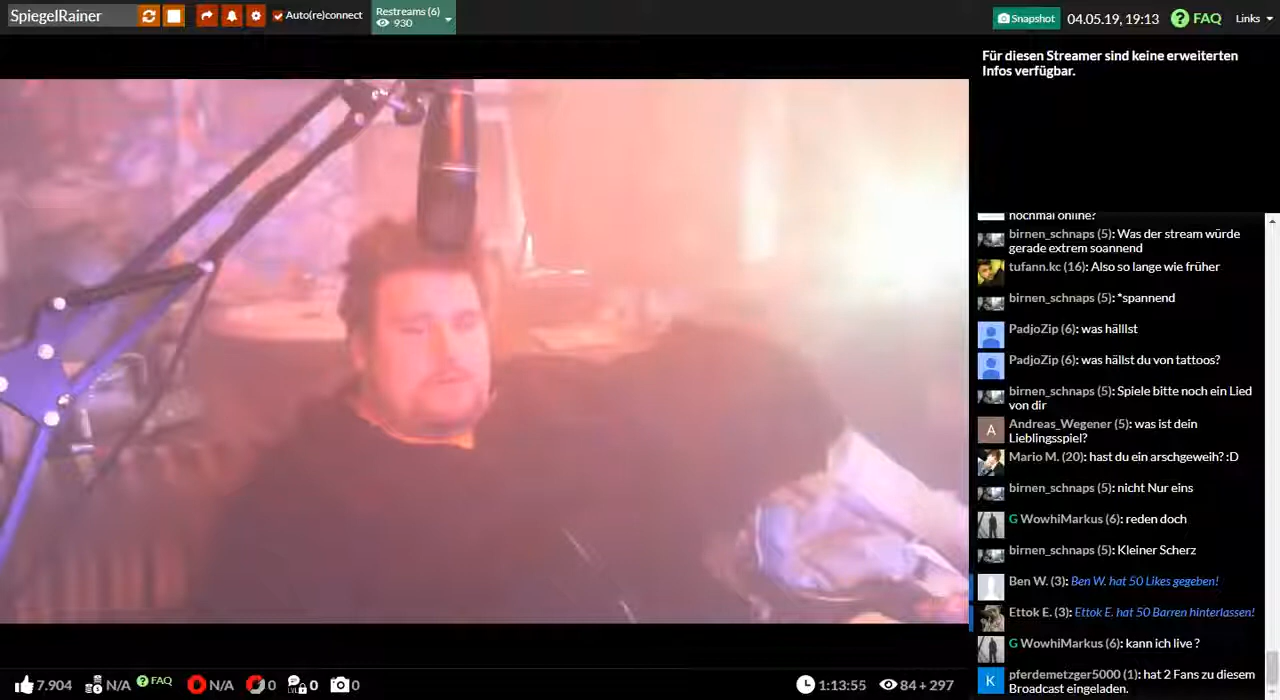 SpiegelRainer
Auto(re)connect
Restreams (6)
930
Snapshot
04.05.19, 19:13
? FAQ
Links
Für diesen Streamer sind keine erweiterten
Infos verfügbar.
nochmal online?
birnen_schnaps (5): Was der stream würde
gerade extrem soannend
tufann.kc (16): Also so lange wie früher
birnen_schnaps (5): *spannend
PadjoZip (6): was hälllst
PadjoZip (6): was hällst du von tattoos?
birnen_schnaps (5): Spiele bitte noch ein Lied
von dir
A
Andreas_Wegener (5): was ist dein
Lieblingsspiel?
Mario M. (20): hast du ein arschgeweih? :D
birnen_schnaps (5): nicht Nur eins
G WowhiMarkus (6): reden doch
birnen_schnaps (5): Kleiner Scherz
Ben W. (3): Ben W. hat 50 Likes gegeben!
Ettok E. (3): Ettok E. hat 50 Barren hinterlassen!
G WowhiMarkus (6): kann ich live ?
K
pferdemetzger5000 (1): hat 2 Fans zu diesem
Broadcast eingeladen.
7.904
N/A
? FAQ
N/A
0
LVL
0
0
1:13:55
84 + 297